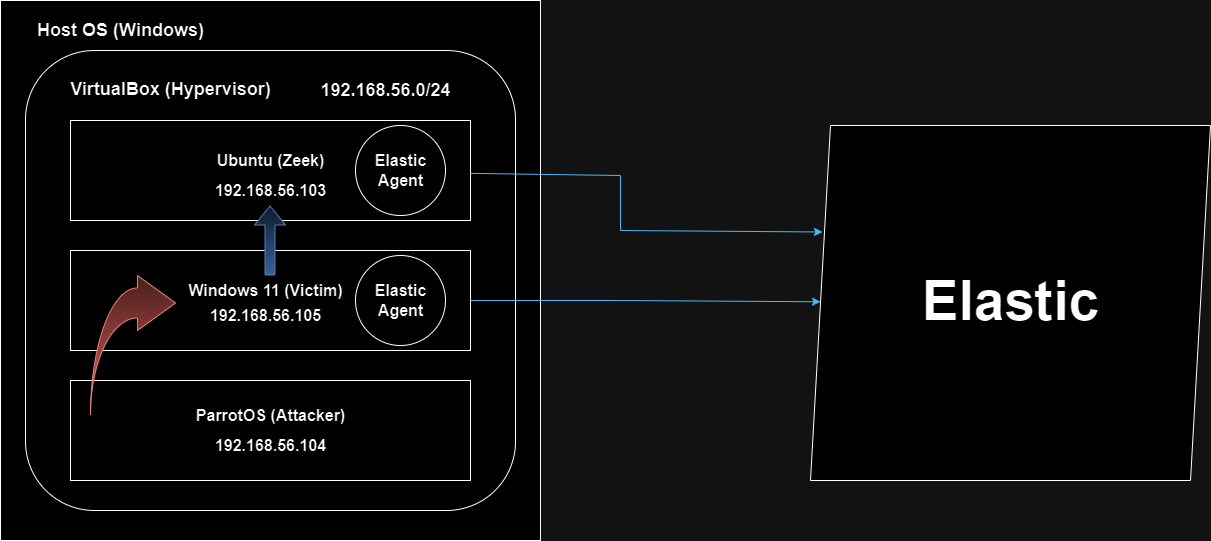 Host OS (Windows)
VirtualBox (Hypervisor)
192.168.56.0/24
Ubuntu (Zeek)
192.168.56.103
Elastic
Agent
Windows 11 (Victim)
192.168.56.105
Elastic
Agent
ParrotOS (Attacker)
192.168.56.104
Elastic